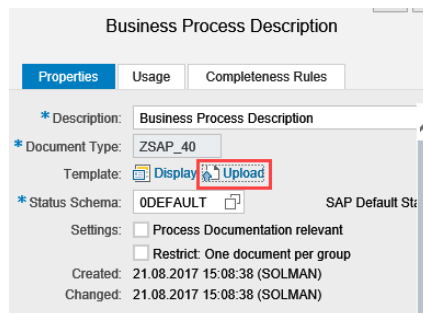 Business Process Description
Properties Usage Completeness Rules
* Description: Business Process Description
* Document Type: ZSAP_40
Template: Display Upload
* Status Schema: 0DEFAULT SAP Default Sta
Settings: Process Documentation relevant
Restrict: One document per group
Created: 21.08.2017 15:08:38 (SOLMAN)
Changed: 21.08.2017 15:08:38 (SOLMAN)